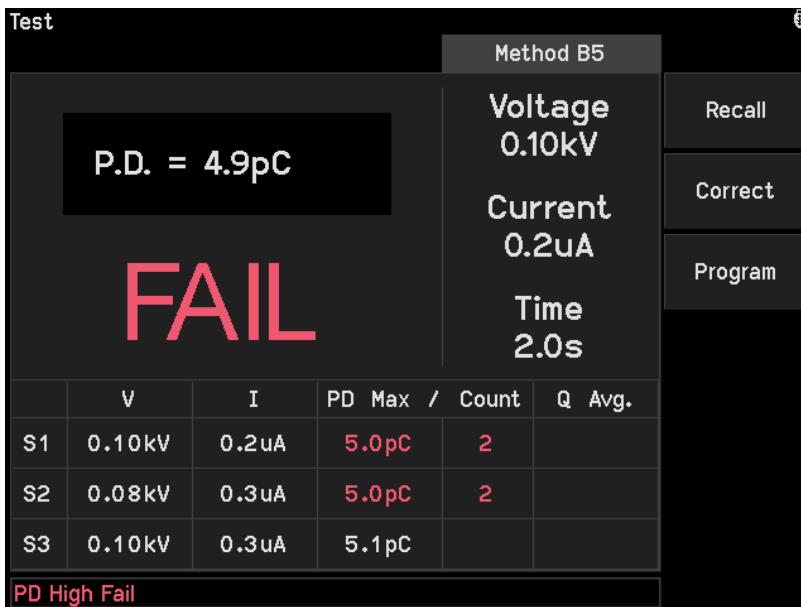 Test
Method B5
P.D. = 4.9pC
FAIL
Voltage
0.10kV
Current
0.2uA
Time
2.0s
Recall
Correct
Program
V I PD Max / Count Q Avg.
S1 0.10kV 0.2uA 5.0pC 2
S2 0.08kV 0.3uA 5.0pC 2
S3 0.10kV 0.3uA 5.1pC
PD High Fail